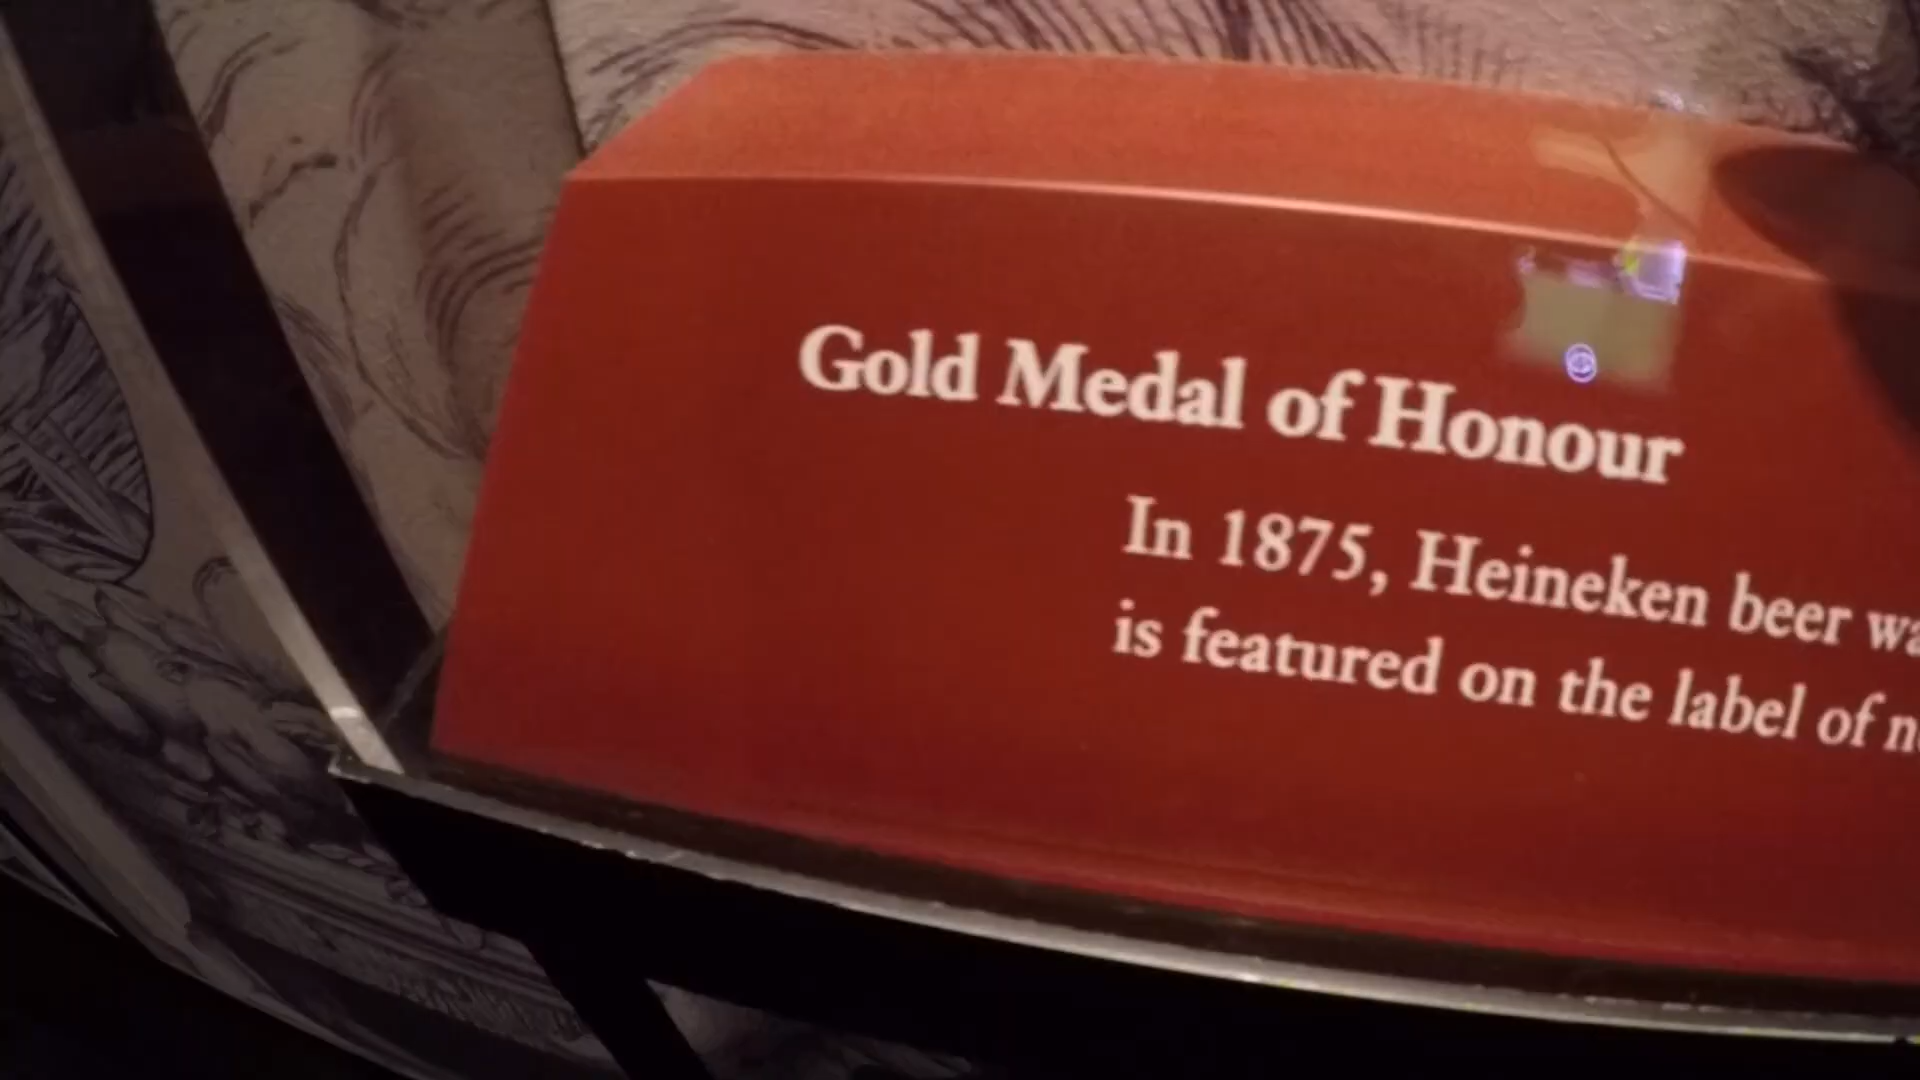 Gold Medal of Honour
In 1875, Heineken beer
is featured on the label of